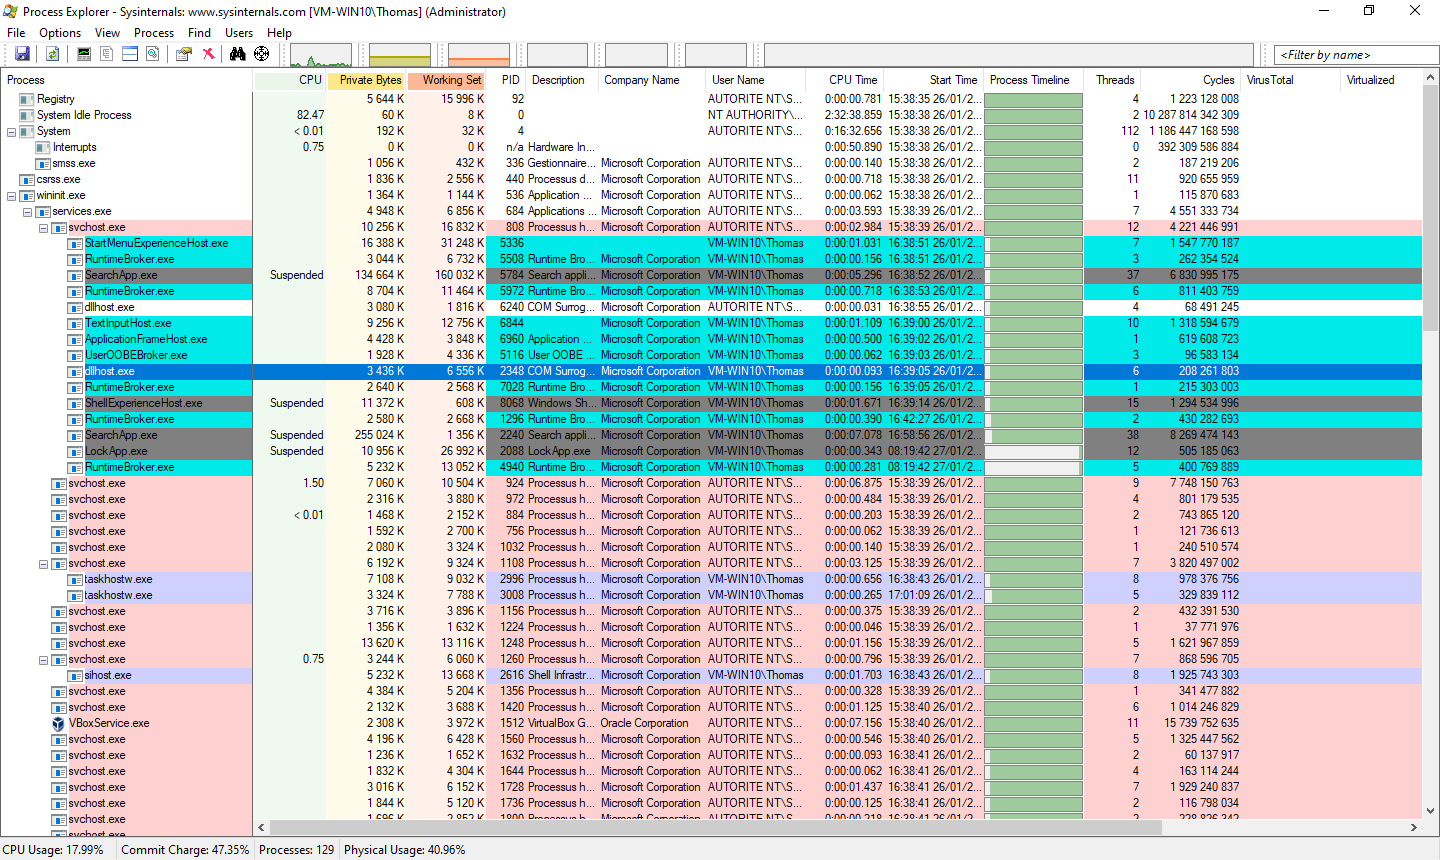 Process Explorer - Sysinternals: www.sysinternals.com [VM-WIN10\Thomas] (Administrator)
File Options View Process Find Users Help
<Filter by name>
Process CPU Private Bytes Working Set PID Description Company Name User Name CPU Time Start Time Process Timeline Threads Cycles VirusTotal Virtualized
Registry 5 644 K 15 996 K 92 AUTORITE NT\S... 0:00:00.781 15:38:35 26/01/2... 4 1 223 128 008
System Idle Process 82.47 60 K 8 K 0 NT AUTHORITY\... 2:32:38.859 15:38:38 26/01/2... 2 10 287 814 342 309
System < 0.01 192 K 32 K 4 AUTORITE NT\S... 0:16:32.656 15:38:38 26/01/2... 112 1 186 447 168 598
Interrupts 0.75 0 K 0 K n/a Hardware In... 0:00:50.890 15:38:38 26/01/2... 0 392 309 586 884
smss.exe 1 056 K 432 K 336 Gestionnaire... Microsoft Corporation AUTORITE NT\S... 0:00:00.140 15:38:38 26/01/2... 2 187 219 206
csrss.exe 1 836 K 2 556 K 440 Processus d... Microsoft Corporation AUTORITE NT\S... 0:00:00.718 15:38:39 26/01/2... 11 920 655 959
wininit.exe 1 364 K 1 144 K 536 Application ... Microsoft Corporation AUTORITE NT\S... 0:00:00.062 15:38:39 26/01/2... 1 115 870 683
services.exe 4 948 K 6 856 K 684 Applications ... Microsoft Corporation AUTORITE NT\S... 0:00:03.593 15:38:39 26/01/2... 7 4 551 333 734
svchost.exe 10 256 K 16 832 K 808 Processus h... Microsoft Corporation AUTORITE NT\S... 0:00:02.984 15:38:39 26/01/2... 12 4 221 446 991
StartMenuExperienceHost.exe 16 388 K 31 248 K 5336 VM-WIN10\Thomas 0:00:01.031 16:38:51 26/01/2... 7 1 547 770 187
RuntimeBroker.exe 3 044 K 6 732 K 5508 Runtime Bro... Microsoft Corporation VM-WIN10\Thomas 0:00:00.156 16:38:51 26/01/2... 3 262 354 524
SearchApp.exe Suspended 134 664 K 160 032 K 5784 Search appli... Microsoft Corporation VM-WIN10\Thomas 0:00:05.296 16:38:52 26/01/2... 37 6 830 995 175
RuntimeBroker.exe 8 704 K 11 464 K 5972 Runtime Bro... Microsoft Corporation VM-WIN10\Thomas 0:00:00.718 16:38:53 26/01/2... 6 811 403 759
dllhost.exe 3 080 K 1 816 K 6240 COM Surrog... Microsoft Corporation AUTORITE NT\S... 0:00:00.031 16:38:55 26/01/2... 4 68 491 245
TextInputHost.exe 9 256 K 12 756 K 6844 Microsoft Corporation VM-WIN10\Thomas 0:00:01.109 16:39:00 26/01/2... 10 1 318 594 679
ApplicationFrameHost.exe 4 428 K 3 848 K 6960 Application ... Microsoft Corporation VM-WIN10\Thomas 0:00:00.500 16:39:02 26/01/2... 1 619 608 723
UserOOBEBroker.exe 1 928 K 4 336 K 5116 User OOBE ... Microsoft Corporation VM-WIN10\Thomas 0:00:00.062 16:39:03 26/01/2... 3 96 583 134
dllhost.exe 3 436 K 6 556 K 2348 COM Surrog... Microsoft Corporation VM-WIN10\Thomas 0:00:00.093 16:39:05 26/01/2... 6 208 261 803
RuntimeBroker.exe 2 640 K 2 568 K 7028 Runtime Bro... Microsoft Corporation VM-WIN10\Thomas 0:00:00.156 16:39:05 26/01/2... 1 215 303 003
ShellExperienceHost.exe Suspended 11 372 K 608 K 8068 Windows Sh... Microsoft Corporation VM-WIN10\Thomas 0:00:01.671 16:39:14 26/01/2... 15 1 294 534 996
RuntimeBroker.exe 2 580 K 2 668 K 1296 Runtime Bro... Microsoft Corporation VM-WIN10\Thomas 0:00:00.390 16:42:27 26/01/2... 2 430 282 693
SearchApp.exe Suspended 255 024 K 1 356 K 2240 Search appli... Microsoft Corporation VM-WIN10\Thomas 0:00:07.078 16:58:56 26/01/2... 38 8 269 474 143
LockApp.exe Suspended 10 956 K 26 992 K 2088 LockApp.exe Microsoft Corporation VM-WIN10\Thomas 0:00:00.343 08:19:42 27/01/2... 12 505 185 063
RuntimeBroker.exe 5 232 K 13 052 K 4940 Runtime Bro... Microsoft Corporation VM-WIN10\Thomas 0:00:00.281 08:19:42 27/01/2... 5 400 769 889
svchost.exe 1.50 7 060 K 10 504 K 924 Processus h... Microsoft Corporation AUTORITE NT\S... 0:00:06.875 15:38:39 26/01/2... 9 7 748 150 763
svchost.exe 2 316 K 3 880 K 972 Processus h... Microsoft Corporation AUTORITE NT\S... 0:00:00.484 15:38:39 26/01/2... 4 801 179 535
svchost.exe < 0.01 1 468 K 2 152 K 884 Processus h... Microsoft Corporation AUTORITE NT\S... 0:00:00.203 15:38:39 26/01/2... 2 743 865 120
svchost.exe 1 592 K 2 700 K 756 Processus h... Microsoft Corporation AUTORITE NT\S... 0:00:00.062 15:38:39 26/01/2... 1 121 736 613
svchost.exe 2 080 K 3 324 K 1032 Processus h... Microsoft Corporation AUTORITE NT\S... 0:00:00.140 15:38:39 26/01/2... 1 240 510 574
svchost.exe 6 192 K 9 324 K 1108 Processus h... Microsoft Corporation AUTORITE NT\S... 0:00:03.125 15:38:39 26/01/2... 7 3 820 497 002
taskhostw.exe 7 108 K 9 032 K 2996 Processus h... Microsoft Corporation VM-WIN10\Thomas 0:00:00.656 16:38:43 26/01/2... 8 978 376 756
taskhostw.exe 3 324 K 7 788 K 3008 Processus h... Microsoft Corporation VM-WIN10\Thomas 0:00:00.265 17:01:09 26/01/2... 5 329 839 112
svchost.exe 3 716 K 3 896 K 1156 Processus h... Microsoft Corporation AUTORITE NT\S... 0:00:00.375 15:38:39 26/01/2... 2 432 391 530
svchost.exe 1 356 K 1 632 K 1224 Processus h... Microsoft Corporation AUTORITE NT\S... 0:00:00.046 15:38:39 26/01/2... 1 37 771 976
svchost.exe 13 620 K 13 116 K 1248 Processus h... Microsoft Corporation AUTORITE NT\S... 0:00:01.156 15:38:39 26/01/2... 5 1 621 967 859
svchost.exe 0.75 3 244 K 6 060 K 1260 Processus h... Microsoft Corporation AUTORITE NT\S... 0:00:00.796 15:38:39 26/01/2... 7 868 596 705
sihost.exe 5 232 K 13 668 K 2616 Shell Infrastr... Microsoft Corporation VM-WIN10\Thomas 0:00:01.703 16:38:43 26/01/2... 8 1 925 743 303
svchost.exe 4 384 K 5 204 K 1356 Processus h... Microsoft Corporation AUTORITE NT\S... 0:00:00.328 15:38:39 26/01/2... 1 341 477 882
svchost.exe 2 132 K 3 688 K 1420 Processus h... Microsoft Corporation AUTORITE NT\S... 0:00:01.125 15:38:40 26/01/2... 6 1 014 246 829
VBoxService.exe 2 308 K 3 972 K 1512 VirtualBox G... Oracle Corporation AUTORITE NT\S... 0:00:07.156 15:38:40 26/01/2... 11 15 739 752 635
svchost.exe 4 196 K 6 428 K 1560 Processus h... Microsoft Corporation AUTORITE NT\S... 0:00:00.546 15:38:40 26/01/2... 5 1 325 447 562
svchost.exe 1 236 K 1 652 K 1632 Processus h... Microsoft Corporation AUTORITE NT\S... 0:00:00.093 16:38:41 26/01/2... 2 60 137 917
svchost.exe 1 832 K 4 304 K 1644 Processus h... Microsoft Corporation AUTORITE NT\S... 0:00:00.062 16:38:41 26/01/2... 4 163 114 244
svchost.exe 3 016 K 6 152 K 1728 Processus h... Microsoft Corporation AUTORITE NT\S... 0:00:01.437 16:38:41 26/01/2... 7 1 929 240 837
svchost.exe 1 844 K 5 120 K 1736 Processus h... Microsoft Corporation AUTORITE NT\S... 0:00:00.125 16:38:41 26/01/2... 2 116 798 034
svchost.exe 1 696 K 2 852 K 1800 Processus h... Microsoft Corporation AUTORITE NT\S... 0:00:00.218 16:38:41 26/01/2... 2 228 826 342
svchost.exe
CPU Usage: 17.99% Commit Charge: 47.35% Processes: 129 Physical Usage: 40.96%